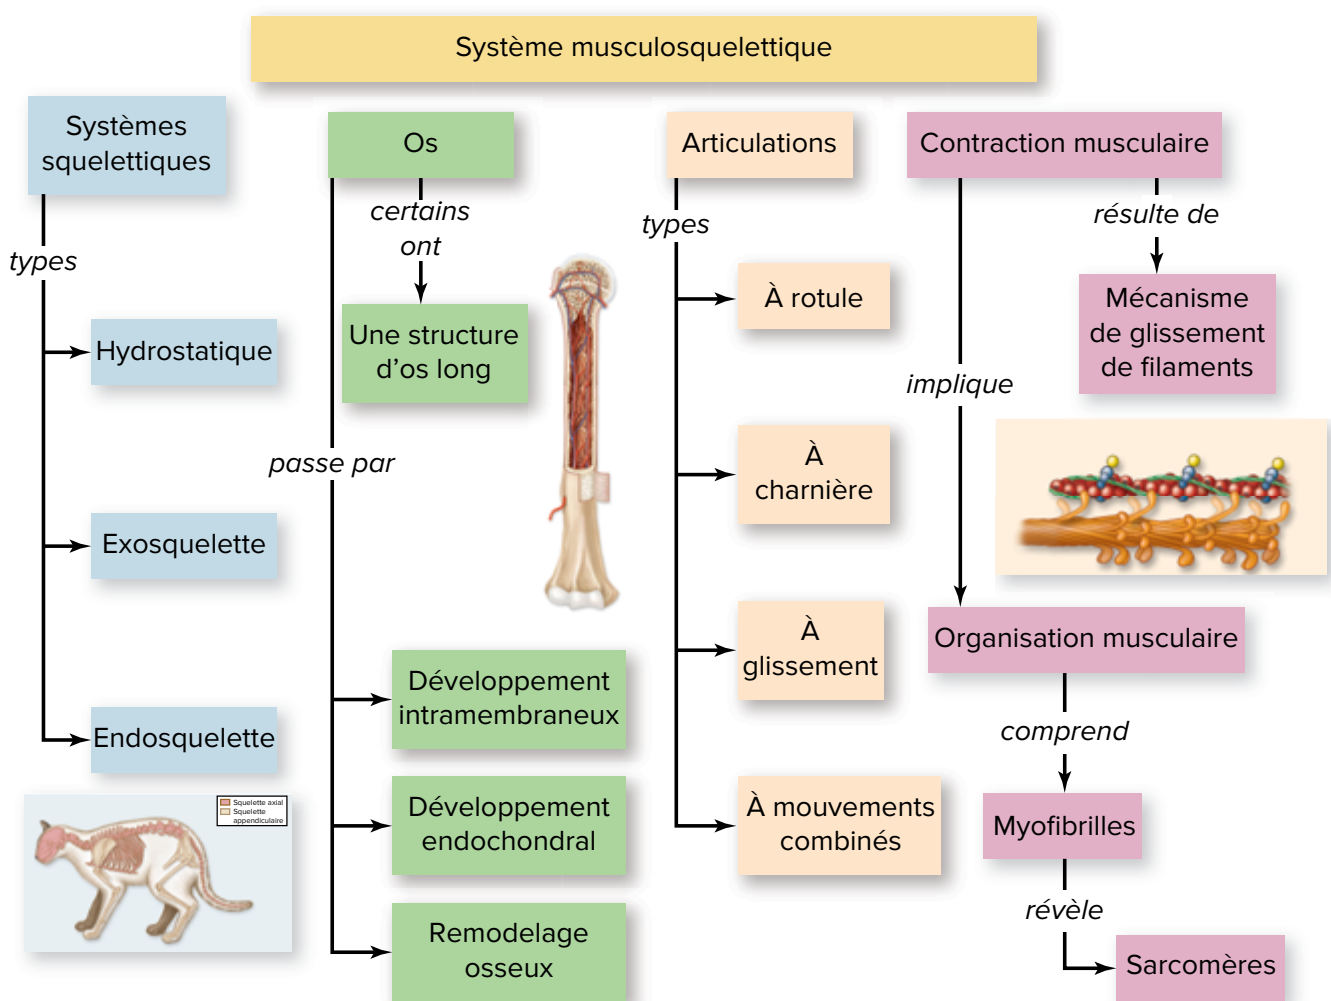 Système musculosquelettique
Systèmes
squelettiques
types
Hydrostatique
Exosquelette
Endosquelette
Squelette axial
Squelette
appendiculaire
Os
certains
ont
Une structure
d'os long
passe par
Développement
intramembraneux
Développement
endochondral
Remodelage
osseux
Articulations
types
À rotule
À
charnière
À
glissement
À mouvements
combinés
Contraction musculaire
résulte de
Mécanisme
de glissement
de filaments
implique
Organisation musculaire
comprend
Myofibrilles
révèle
Sarcomères